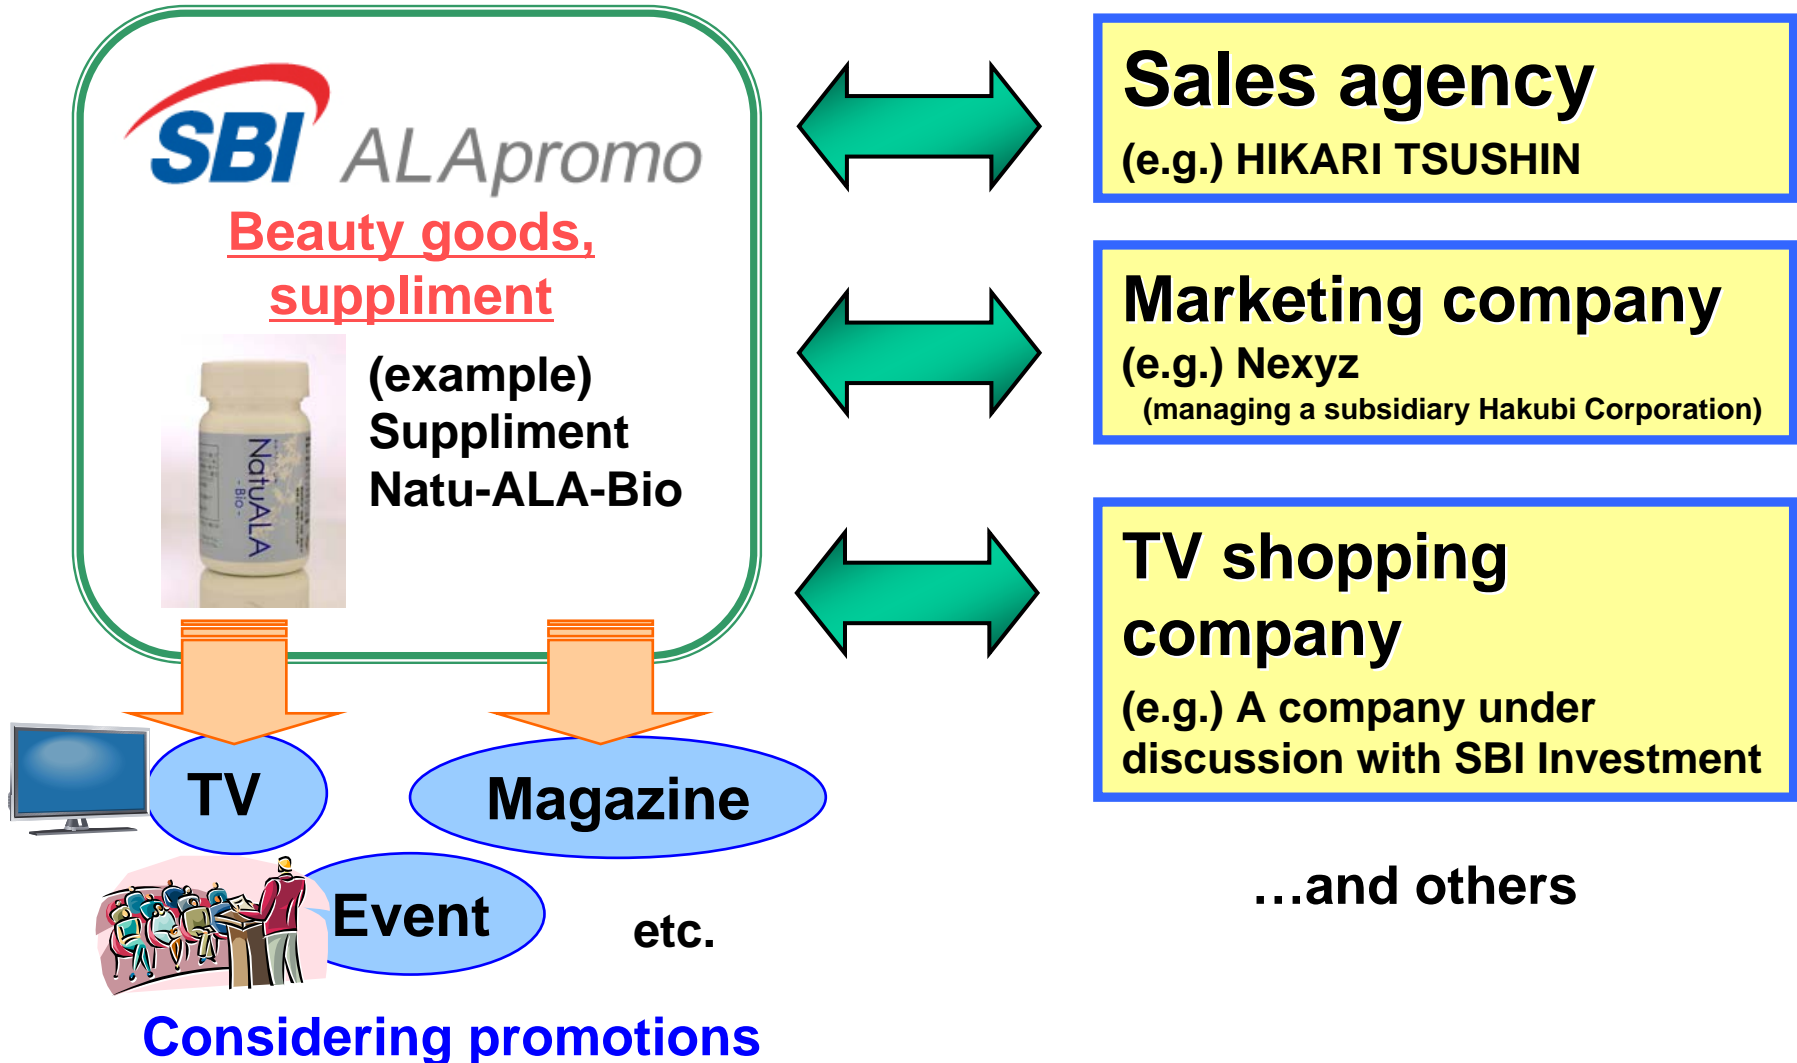 SBI ALApromo
Beauty goods,
suppliment
(example)
Suppliment
Natu-ALA-Bio
NatuALA
- Bio -
TV
Magazine
Event
etc.
Considering promotions
Sales agency
(e.g.) HIKARI TSUSHIN
Marketing company
(e.g.) Nexyz
(managing a subsidiary Hakubi Corporation)
TV shopping
company
(e.g.) A company under
discussion with SBI Investment
…and others